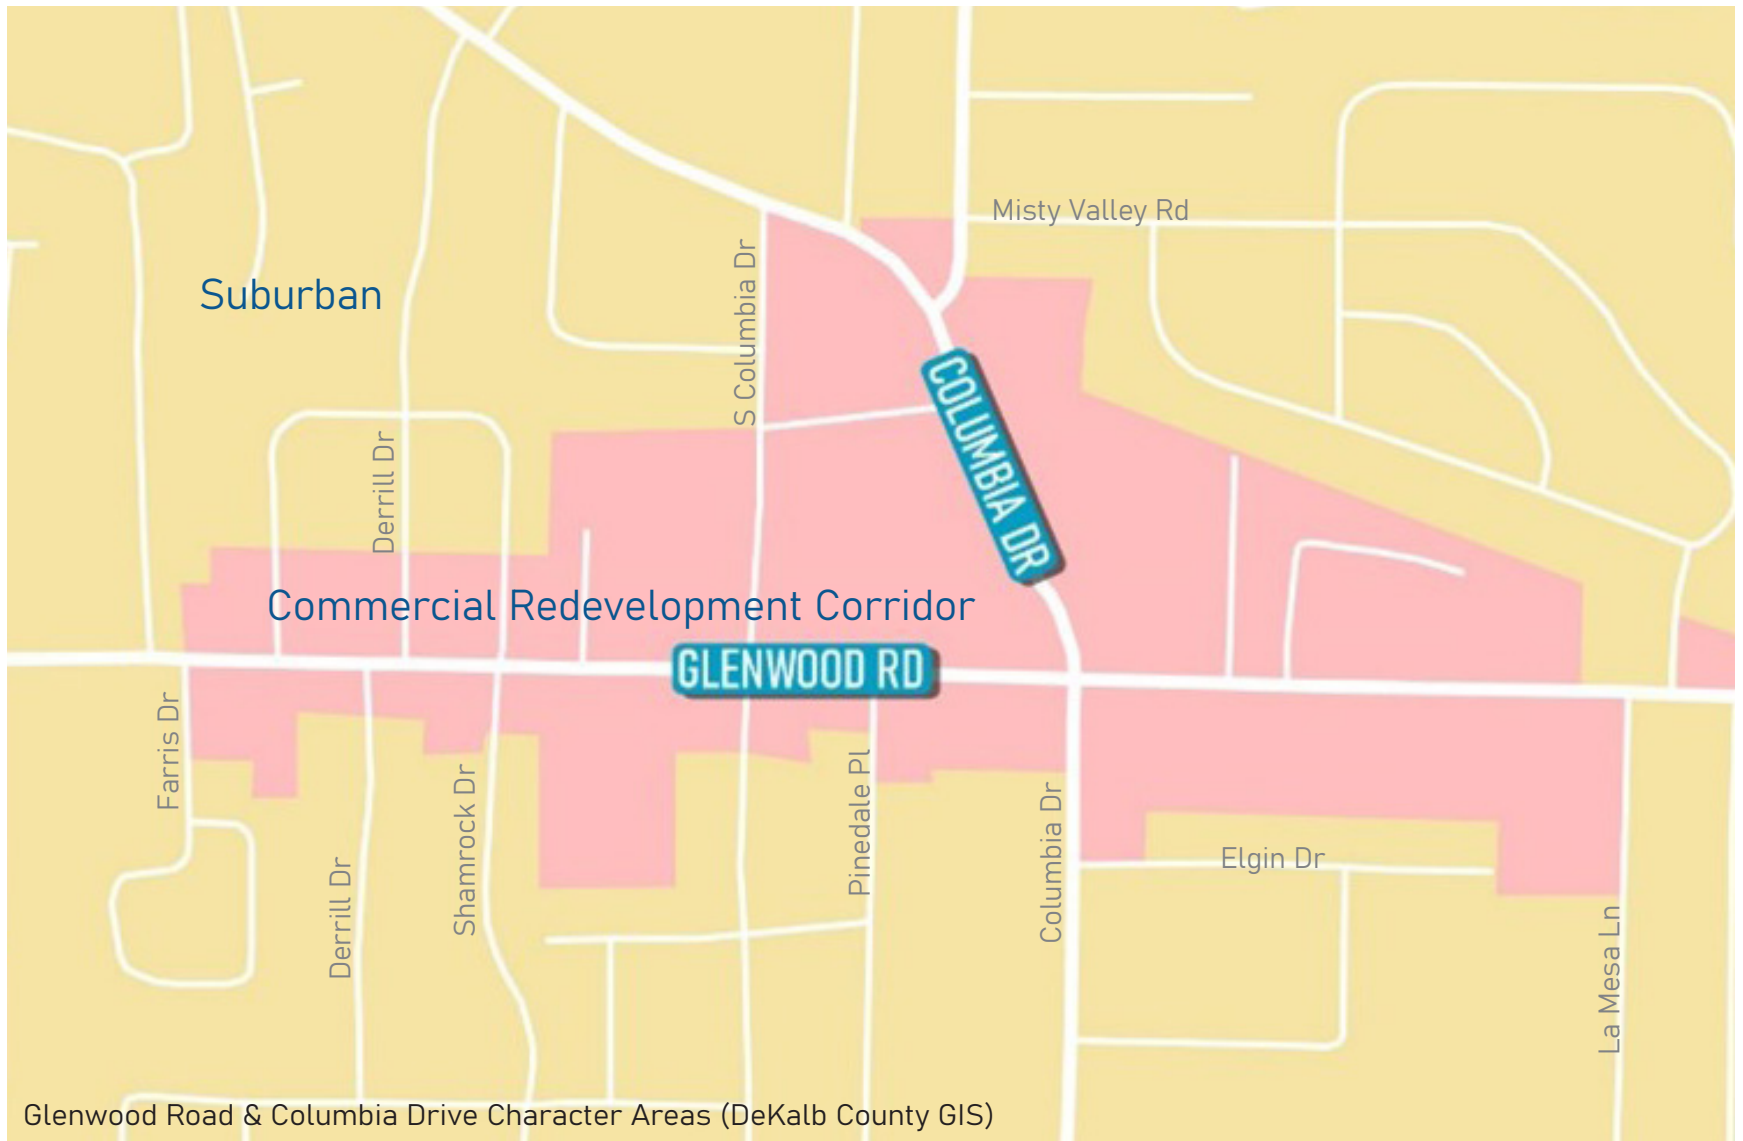 Misty Valley Rd
Suburban
S Columbia Dr
COLUMBIA DR
Derrill Dr
Commercial Redevelopment Corridor
GLENWOOD RD
Farris Dr
Derrill Dr
Shamrock Dr
Pinedale Pl
Columbia Dr
Elgin Dr
La Mesa Ln
Glenwood Road & Columbia Drive Character Areas (DeKalb County GIS)